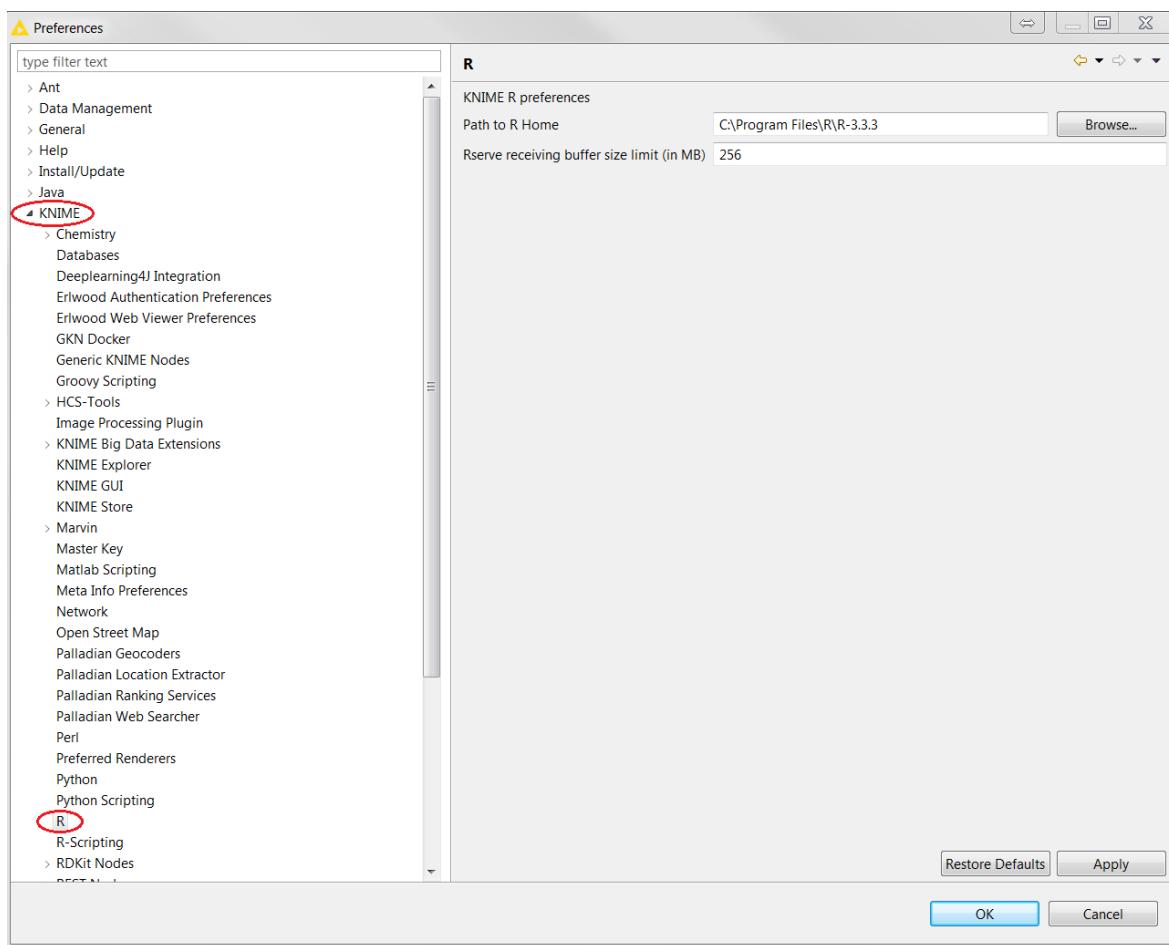 Preferences
type filter text
Ant
Data Management
General
Help
Install/Update
Java
KNIME
Chemistry
Databases
Deeplearning4J Integration
Erlwood Authentication Preferences
Erlwood Web Viewer Preferences
GKN Docker
Generic KNIME Nodes
Groovy Scripting
HCS-Tools
Image Processing Plugin
KNIME Big Data Extensions
KNIME Explorer
KNIME GUI
KNIME Store
Marvin
Master Key
Matlab Scripting
Meta Info Preferences
Network
Open Street Map
Palladian Geocoders
Palladian Location Extractor
Palladian Ranking Services
Palladian Web Searcher
Perl
Preferred Renderers
Python
Python Scripting
R
R-Scripting
RDKit Nodes
R
KNIME R preferences
Path to R Home C:\Program Files\R\R-3.3.3 Browse...
Rserve receiving buffer size limit (in MB) 256
Restore Defaults Apply
OK Cancel